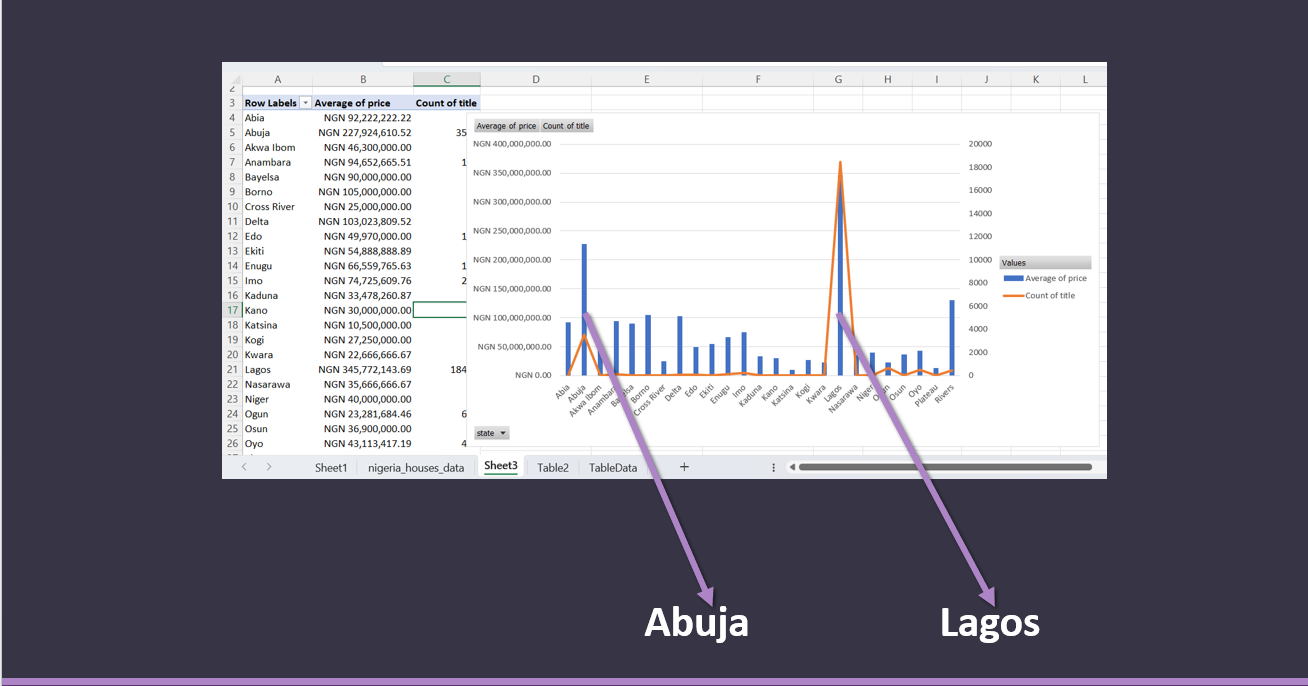 A B C D E F G H I J K L
2
3 Row Labels Average of price Count of title
4 Abia NGN 92,222,222.22
5 Abuja NGN 227,924,610.52 35
6 Akwa Ibom NGN 46,300,000.00
7 Anambara NGN 94,652,665.51 1
8 Bayelsa NGN 90,000,000.00
9 Borno NGN 105,000,000.00
10 Cross River NGN 25,000,000.00
11 Delta NGN 103,023,809.52
12 Edo NGN 49,970,000.00 1
13 Ekiti NGN 54,888,888.89
14 Enugu NGN 66,559,765.63 1
15 Imo NGN 74,725,609.76 2
16 Kaduna NGN 33,478,260.87
17 Kano NGN 30,000,000.00
18 Katsina NGN 10,500,000.00
19 Kogi NGN 27,250,000.00
20 Kwara NGN 22,666,666.67
21 Lagos NGN 345,772,143.69 184
22 Nasarawa NGN 35,666,666.67
23 Niger NGN 40,000,000.00
24 Ogun NGN 23,281,684.46 6
25 Osun NGN 36,900,000.00
26 Oyo NGN 43,113,417.19 4
Average of price Count of title
NGN 400,000,000.00 20000
NGN 350,000,000.00 18000
NGN 300,000,000.00 16000
NGN 250,000,000.00 14000
NGN 200,000,000.00 12000
NGN 150,000,000.00 10000
NGN 100,000,000.00 8000
NGN 50,000,000.00 6000
NGN 0.00 4000
2000
0
Values
Average of price
Count of title
Abia Abuja Akwa Ibom Anambara Borno Cross River Delta Edo Ekiti Enugu Imo Kaduna Kano Katsina Kogi Kwara Lagos Nasarawa Niger Osun Oyo Plateau Rivers
state
Sheet1 nigeria_houses_data Sheet3 Table2 TableData +
Abuja Lagos